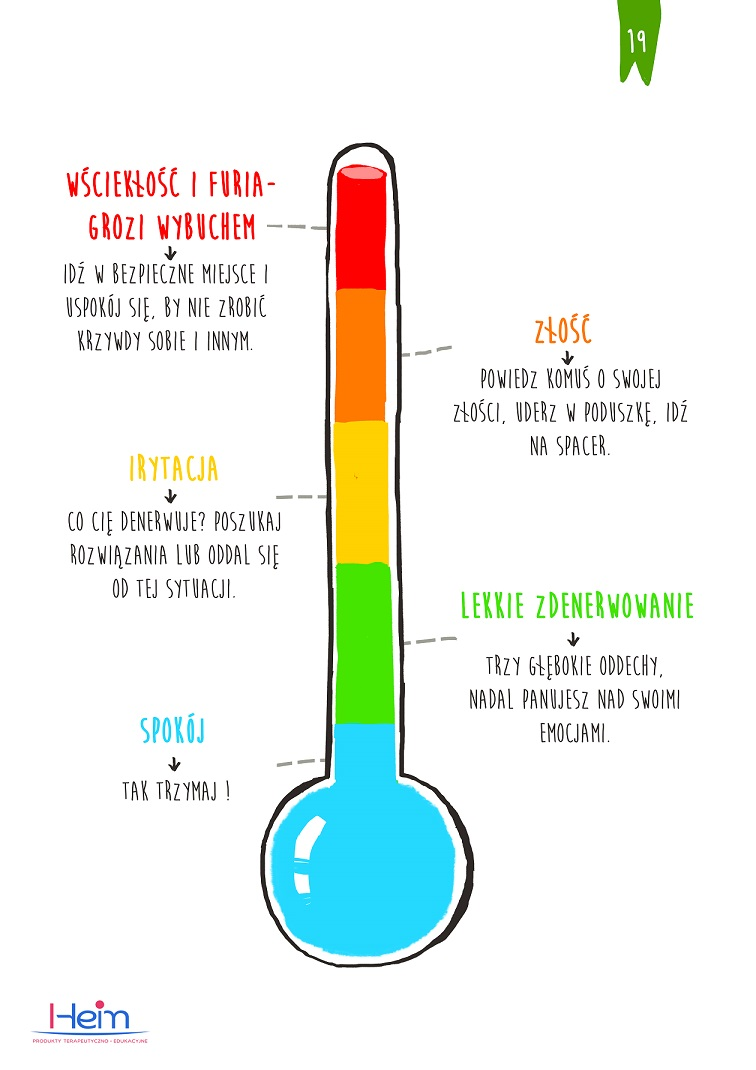 19
WŚCIEKŁOŚĆ I FURIA-
GROZI WYBUCHEM
IDŹ W BEZPIECZNE MIEJSCE I
USPOKÓJ SIĘ, BY NIE ZROBIĆ
KRZYWDY SOBIE I INNYM.
ZŁOŚĆ
POWIEDZ KOMUŚ O SWOJEJ
ZŁOŚCI, UDERZ W PODUSZKĘ, IDŹ
NA SPACER.
IRYTACJA
CO CIĘ DENERWUJE? POSZUKAJ
ROZWIĄZANIA LUB ODDAL SIĘ
OD TEJ SYTUACJI.
LEKKIE ZDENERWOWANIE
TRZY GŁĘBOKIE ODDECHY,
NADAL PANUJESZ NAD SWOIMI
EMOCJAMI.
SPOKÓJ
TAK TRZYMAJ !
Heim
PRODUKTY TERAPEUTYCZNO - EDUKACYJNE